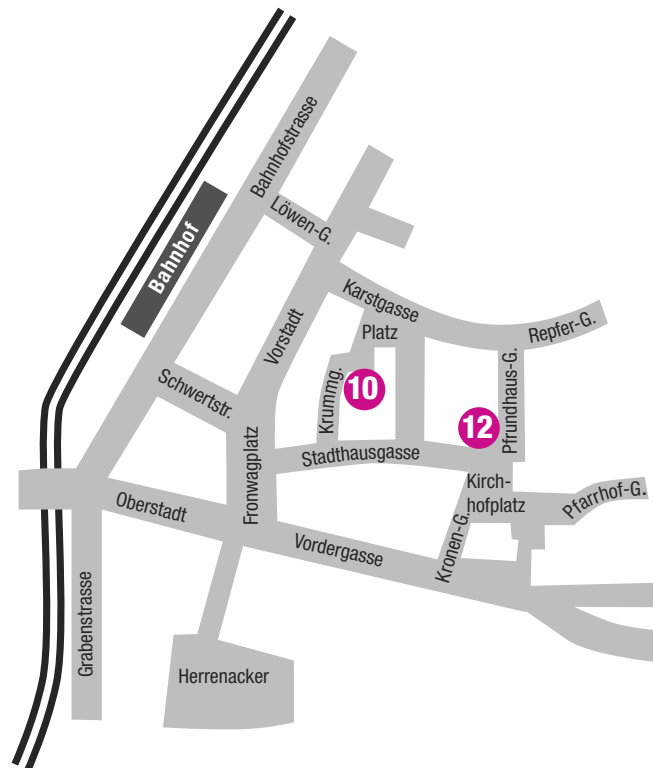 Bahnhofstrasse
Löwen-G.
Bahnhof
Karstgasse
Repfer-G.
Platz
Vorstadt
Krummg.
10
Schwertstr.
12
Pfrundhaus-G.
Fronwagplatz
Stadthausgasse
Kirch-
hofplatz
Pfarrhof-G.
Oberstadt
Vordergasse
Kronen-G.
Grabenstrasse
Herrenacker